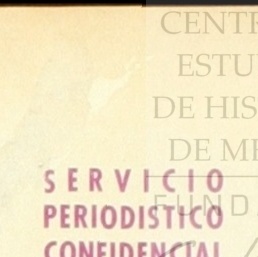 CENTR
ESTU
DE HIS
DE ME
FUND
SERVICIO
PERIODISTICO
CONFIDENCIAL